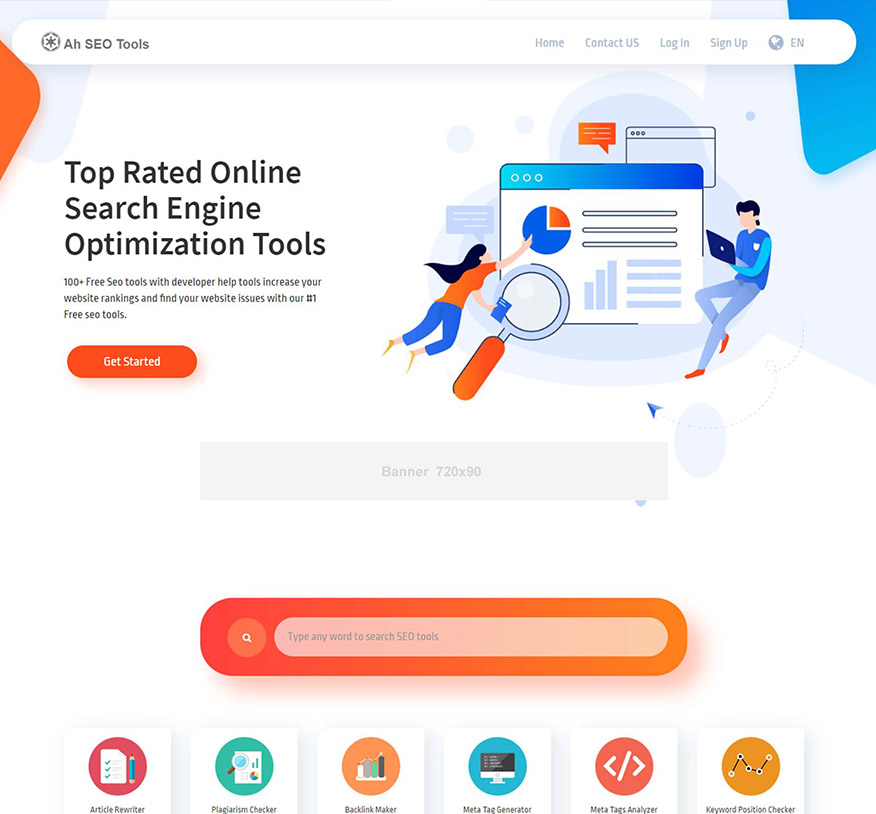 Ah SEO Tools
Home
Contact US
Log In
Sign Up
EN
Top Rated Online
Search Engine
Optimization Tools
100+ Free Seo tools with developer help tools increase your
website rankings and find your website issues with our #1
Free seo tools.
Get Started
Banner 720x90
Type any word to search SEO tools
Article Rewriter
Plagiarism Checker
Backlink Maker
Meta Tag Generator
Meta Tags Analyzer
Keyword Position Checker